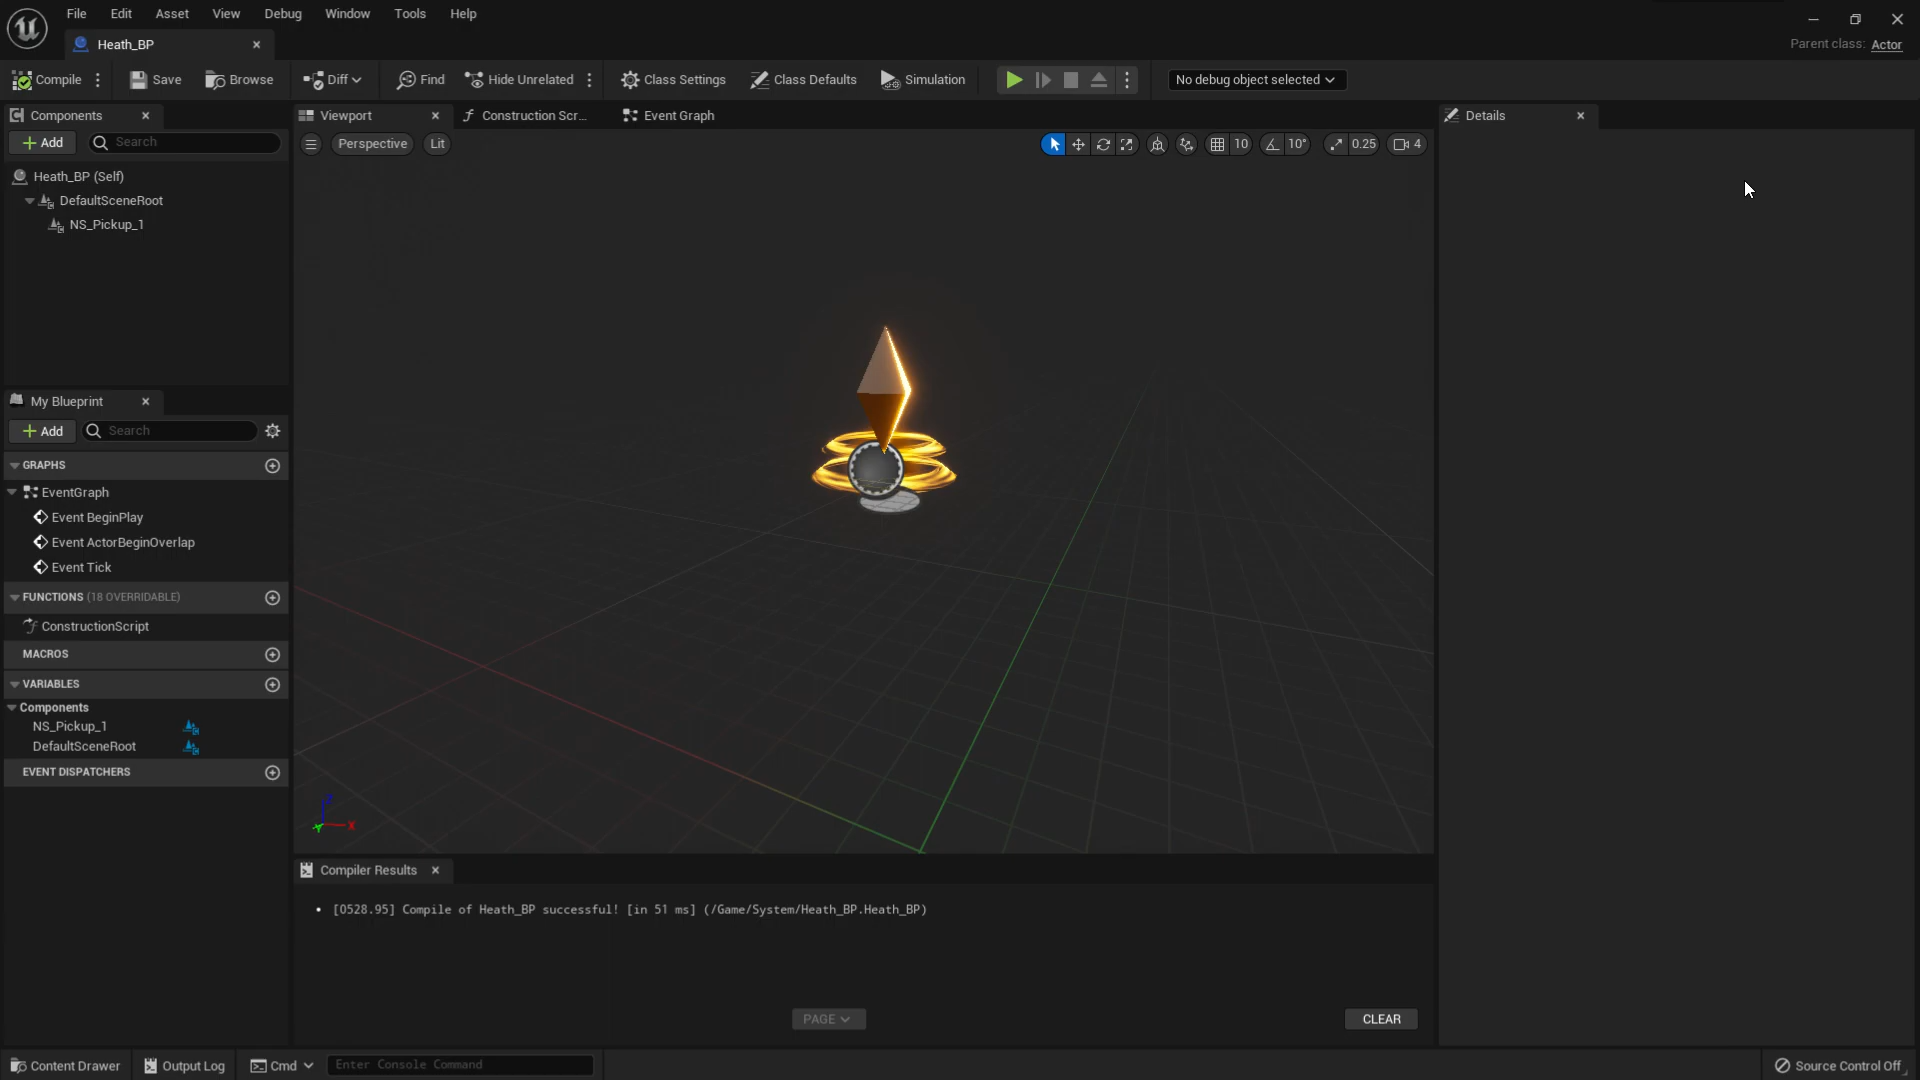 File Edit Asset View Debug Window Tools Help
Heath_BP
Parent class: Actor
Compile Save Browse Diff Find Hide Unrelated Class Settings Class Defaults Simulation No debug object selected
Components
Viewport Construction Scr... Event Graph
Details
Add Search
Perspective Lit
10 10° 0.25 4
Heath_BP (Self)
DefaultSceneRoot
NS_Pickup_1
My Blueprint
Add Search
GRAPHS
EventGraph
Event BeginPlay
Event ActorBeginOverlap
Event Tick
FUNCTIONS (18 OVERRIDABLE)
ConstructionScript
MACROS
VARIABLES
Components
NS_Pickup_1
DefaultSceneRoot
EVENT DISPATCHERS
Z
Y X
Compiler Results
• [0528.95] Compile of Heath_BP successful! [in 51 ms] (/Game/System/Heath_BP.Heath_BP)
PAGE CLEAR
Content Drawer Output Log Cmd Enter Console Command Source Control Off